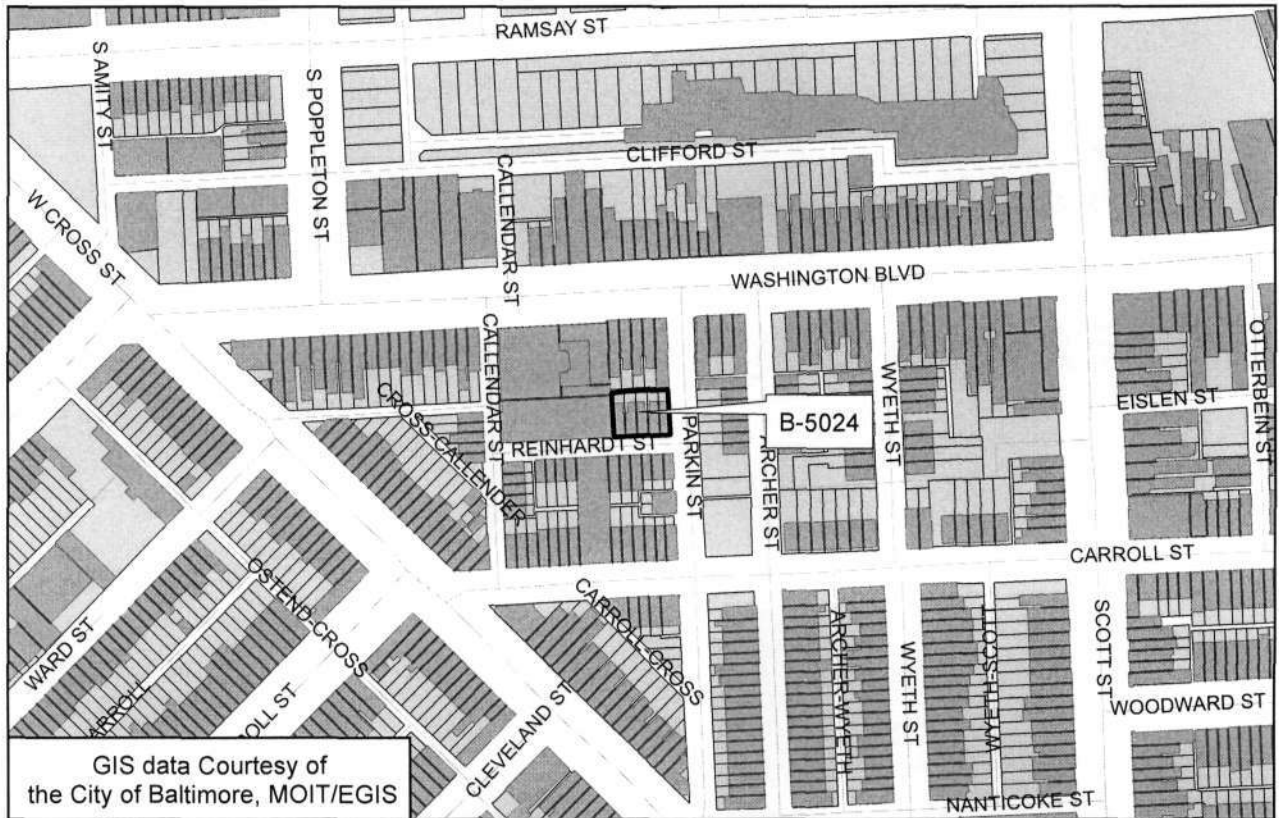 RAMSAY ST
S AMITY ST
S POPPLETON ST
CLIFFORD ST
CALLENDAR ST
W CROSS ST
WASHINGTON BLVD
CALLENDAR ST
CROSS-CALLENDER
REINHARDT ST
PARKIN ST
B-5024
ARCHER ST
WYETH ST
EISLEN ST
OTTERBEIN ST
CARROLL ST
OSTEND-CROSS
CARROLL-CROSS
WARD ST
CLEVELAND ST
ARCHER-WYETH
WYETH ST
WYETH-SCOTT
SCOTT ST
WOODWARD ST
NANTICOKE ST
GIS data Courtesy of
the City of Baltimore, MOIT/EGIS